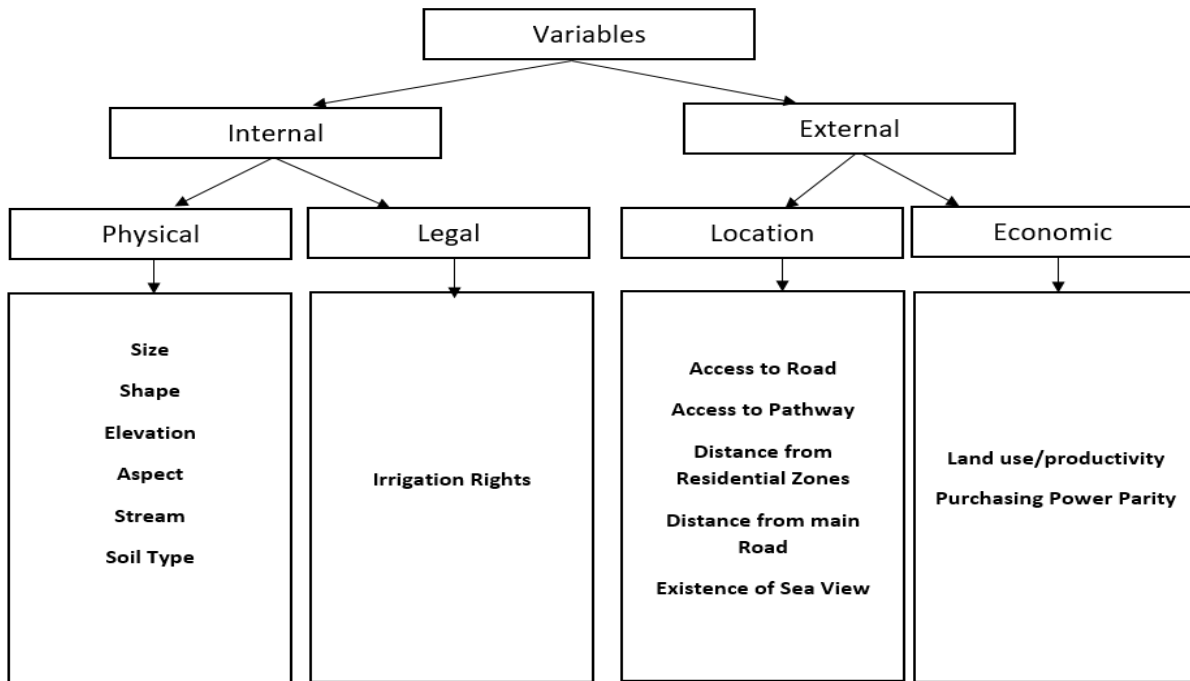 Variables
Internal
External
Physical
Legal
Location
Economic
Size
Shape
Elevation
Aspect
Stream
Soil Type
Irrigation Rights
Access to Road
Access to Pathway
Distance from
Residential Zones
Distance from main
Road
Existence of Sea View
Land use/productivity
Purchasing Power Parity